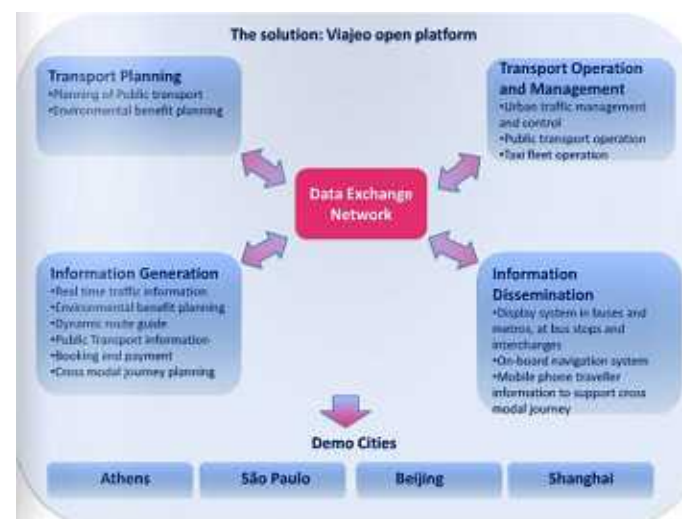 The solution: Viajeo open platform
Transport Planning
•Planning of Public transport
•Environmental benefit planning
Transport Operation
and Management
•Urban traffic management
and control
•Public transport operation
•Taxi fleet operation
Data Exchange
Network
Information Generation
•Real time traffic information
•Environmental benefit planning
•Dynamic route guide
•Public Transport information
•Booking and payment
•Cross modal journey planning
Information
Dissemination
•Display system in buses and
metros, at bus stops and
interchanges
•On-board navigation system
•Mobile phone traveller
information to support cross
modal journey
Demo Cities
Athens
São Paulo
Beijing
Shanghai